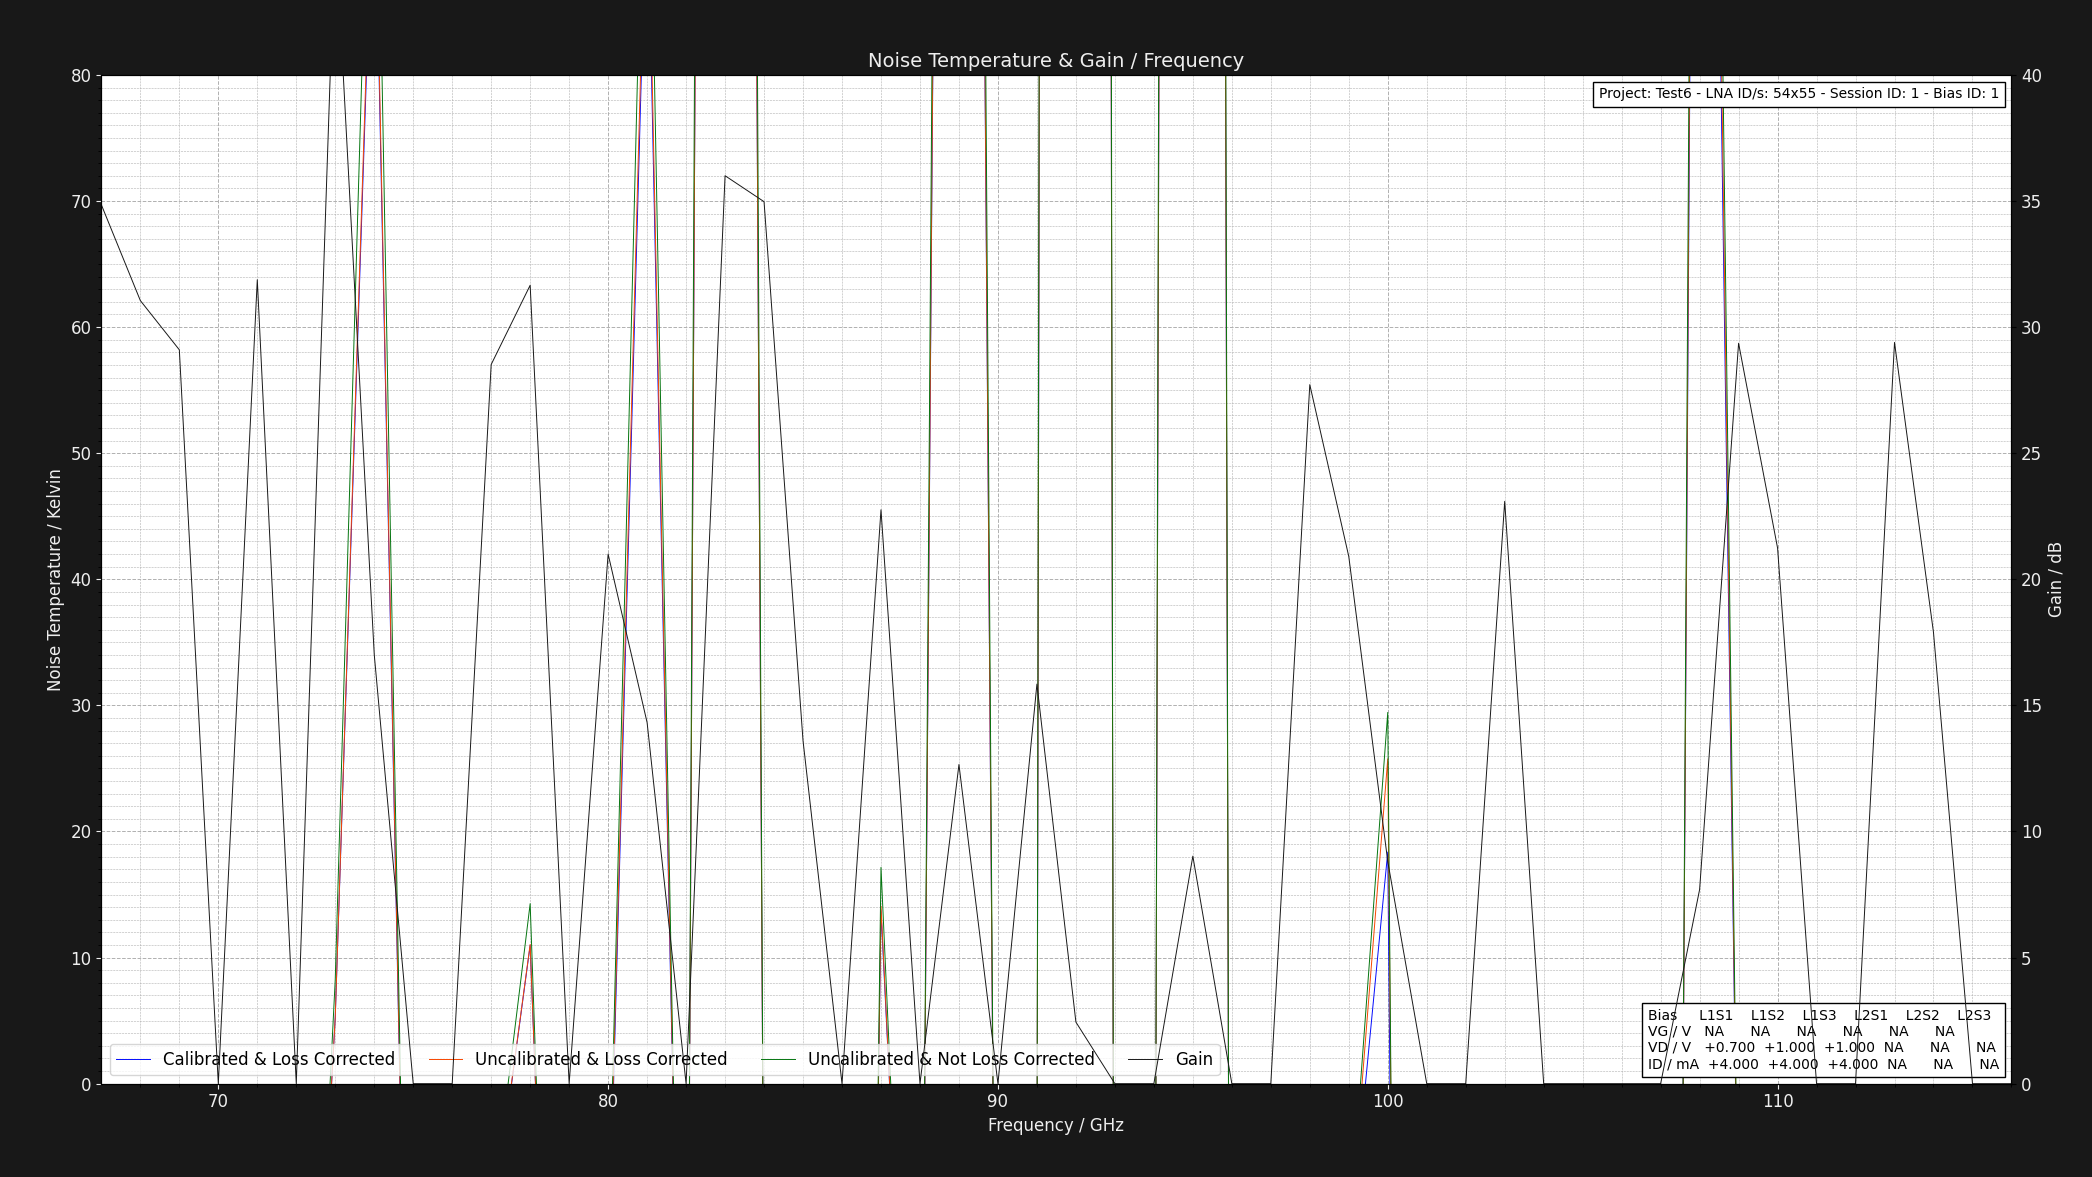 Noise Temperature & Gain / Frequency
Project: Test6 - LNA ID/s: 54x55 - Session ID: 1 - Bias ID: 1
80
70
60
50
40
30
20
10
0
Noise Temperature / Kelvin
40
35
30
25
20
15
10
5
0
Gain / dB
Bias L1S1 L1S2 L1S3 L2S1 L2S2 L2S3
VG / V NA NA NA NA NA NA
VD / V +0.700 +1.000 +1.000 NA NA NA
ID / mA +4.000 +4.000 +4.000 NA NA NA
Calibrated & Loss Corrected Uncalibrated & Loss Corrected Uncalibrated & Not Loss Corrected Gain
70 80 90 100 110
Frequency / GHz